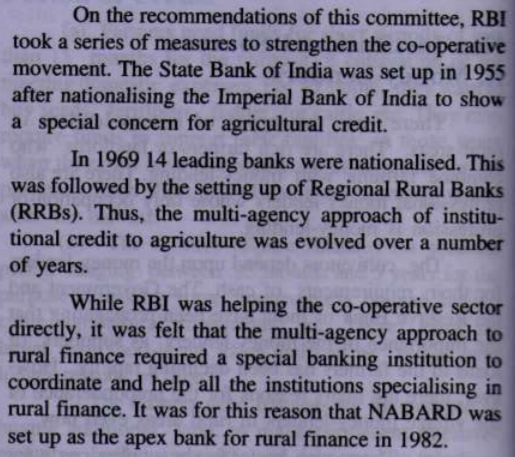 On the recommendations of this committee, RBI
took a series of measures to strengthen the co-operative
movement. The State Bank of India was set up in 1955
after nationalising the Imperial Bank of India to show
a special concern for agricultural credit.
In 1969 14 leading banks were nationalised. This
was followed by the setting up of Regional Rural Banks
(RRBs). Thus, the multi-agency approach of institu-
tional credit to agriculture was evolved over a number
of years.
While RBI was helping the co-operative sector
directly, it was felt that the multi-agency approach to
rural finance required a special banking institution to
coordinate and help all the institutions specialising in
rural finance. It was for this reason that NABARD was
set up as the apex bank for rural finance in 1982.